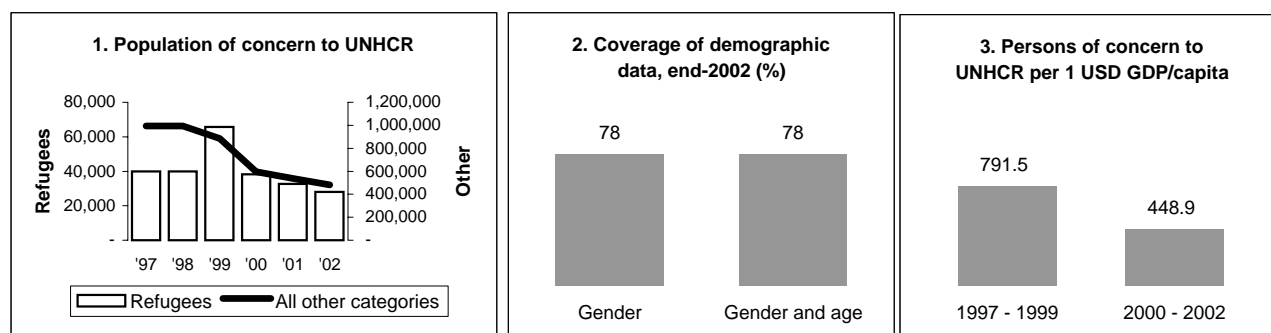 1. Population of concern to UNHCR
80,000
60,000
40,000
20,000
-
Refugees
1,200,000
1,000,000
800,000
600,000
400,000
200,000
-
Other
'97 '98 '99 '00 '01 '02
Refugees All other categories
2. Coverage of demographic
data, end-2002 (%)
78 78
Gender Gender and age
3. Persons of concern to
UNHCR per 1 USD GDP/capita
791.5
448.9
1997 - 1999 2000 - 2002